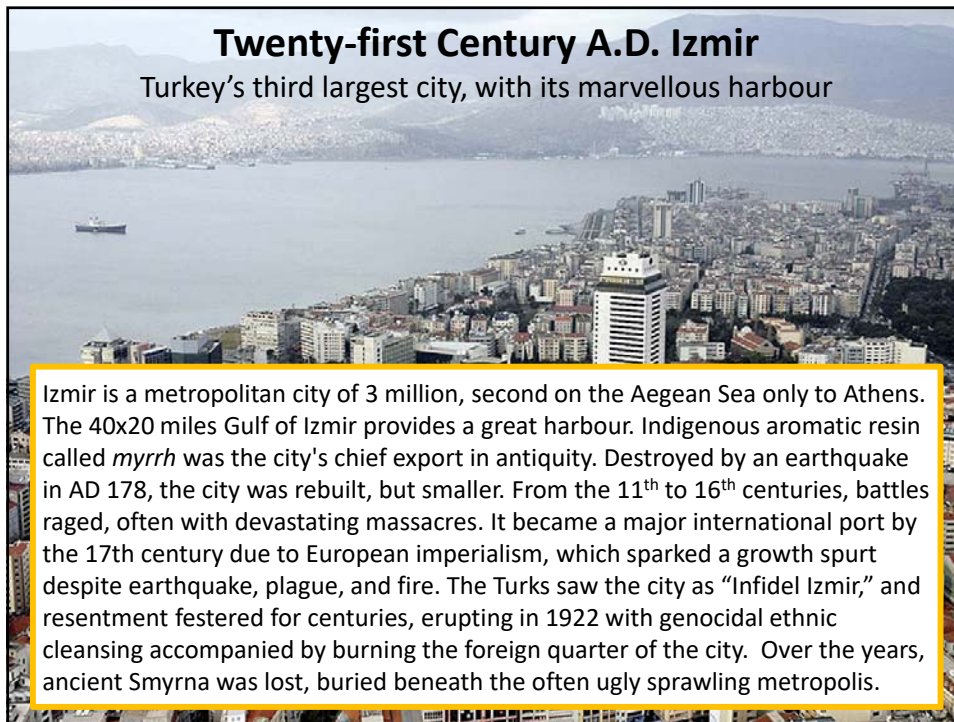 Twenty-first Century A.D. Izmir
Turkey’s third largest city, with its marvellous harbour
Izmir is a metropolitan city of 3 million, second on the Aegean Sea only to Athens.
The 40x20 miles Gulf of Izmir provides a great harbour. Indigenous aromatic resin
called myrrh was the city's chief export in antiquity. Destroyed by an earthquake
in AD 178, the city was rebuilt, but smaller. From the 11th to 16th centuries, battles
raged, often with devastating massacres. It became a major international port by
the 17th century due to European imperialism, which sparked a growth spurt
despite earthquake, plague, and fire. The Turks saw the city as “Infidel Izmir,” and
resentment festered for centuries, erupting in 1922 with genocidal ethnic
cleansing accompanied by burning the foreign quarter of the city.  Over the years,
ancient Smyrna was lost, buried beneath the often ugly sprawling metropolis.